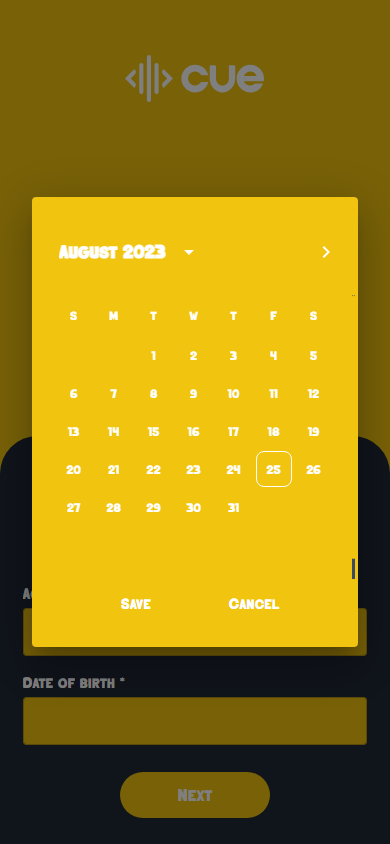 cue
AUGUST 2023
S M T W T F S
1 2 3 4 5
6 7 8 9 10 11 12
13 14 15 16 17 18 19
20 21 22 23 24 25 26
27 28 29 30 31
SAVE CANCEL
DATE OF BIRTH *
NEXT